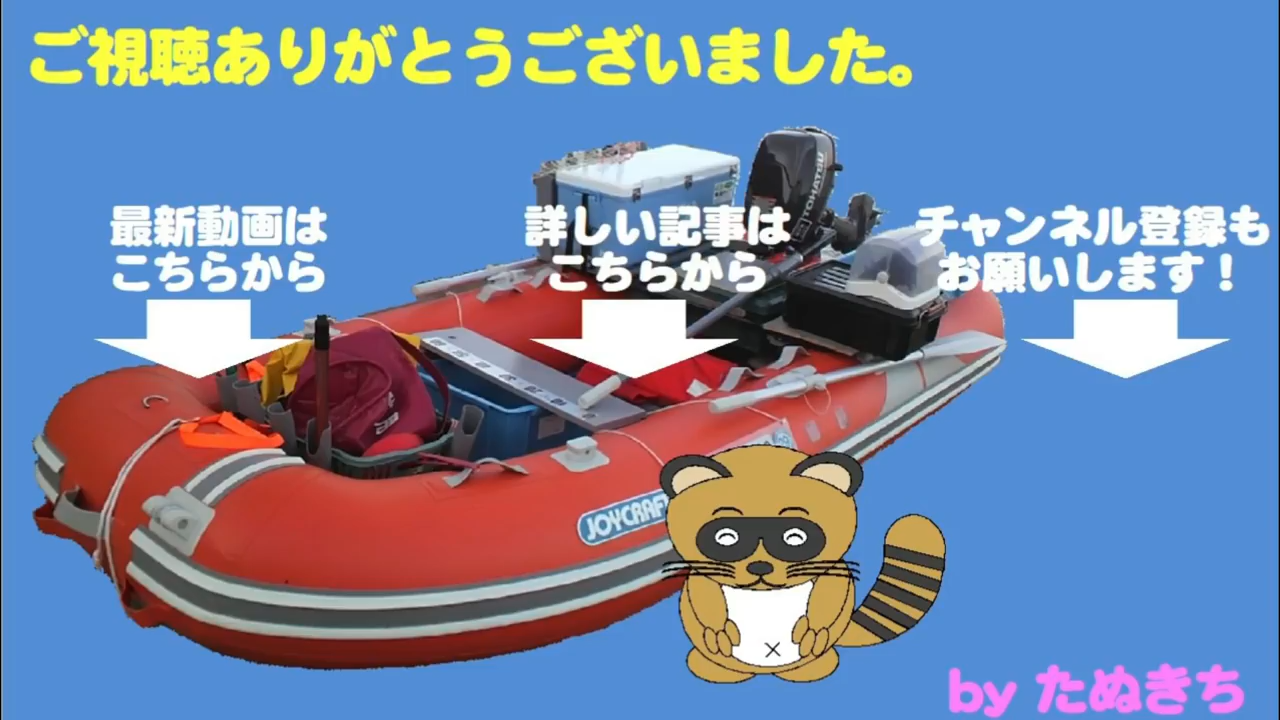 ご視聴ありがとうございました。
TOHATSU
最新動画は
こちらから
詳しい記事は
こちらから
チャンネル登録も
お願いします！
JOYCRAF
by たぬきち